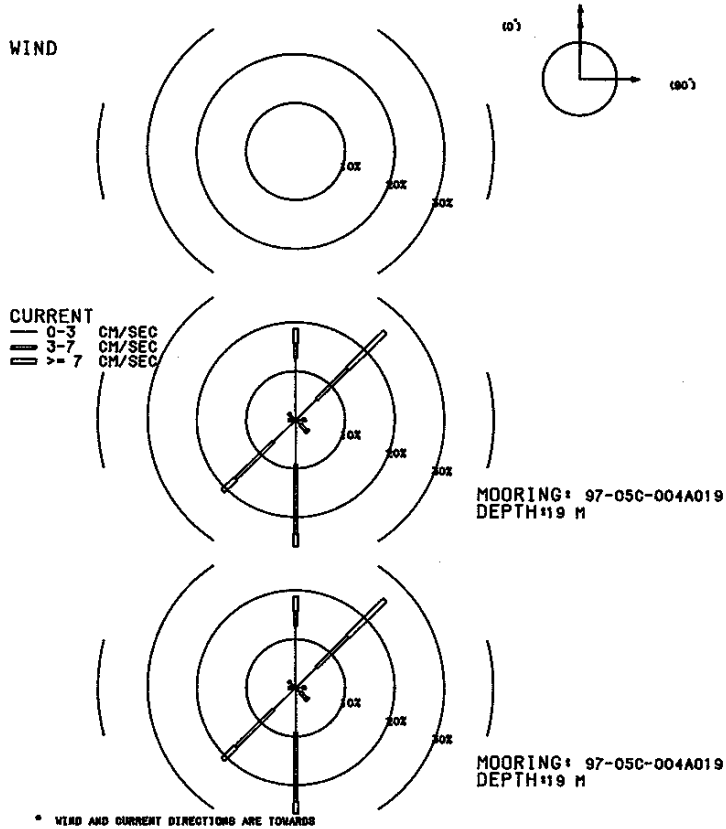 WIND
(0°)
(90°)
10%
20%
30%
CURRENT
0-3 CM/SEC
3-7 CM/SEC
>= 7 CM/SEC
10%
20%
30%
MOORING: 97-05C-004A019
DEPTH:19 M
10%
20%
30%
MOORING: 97-05C-004A019
DEPTH:19 M
* WIND AND CURRENT DIRECTIONS ARE TOWARDS